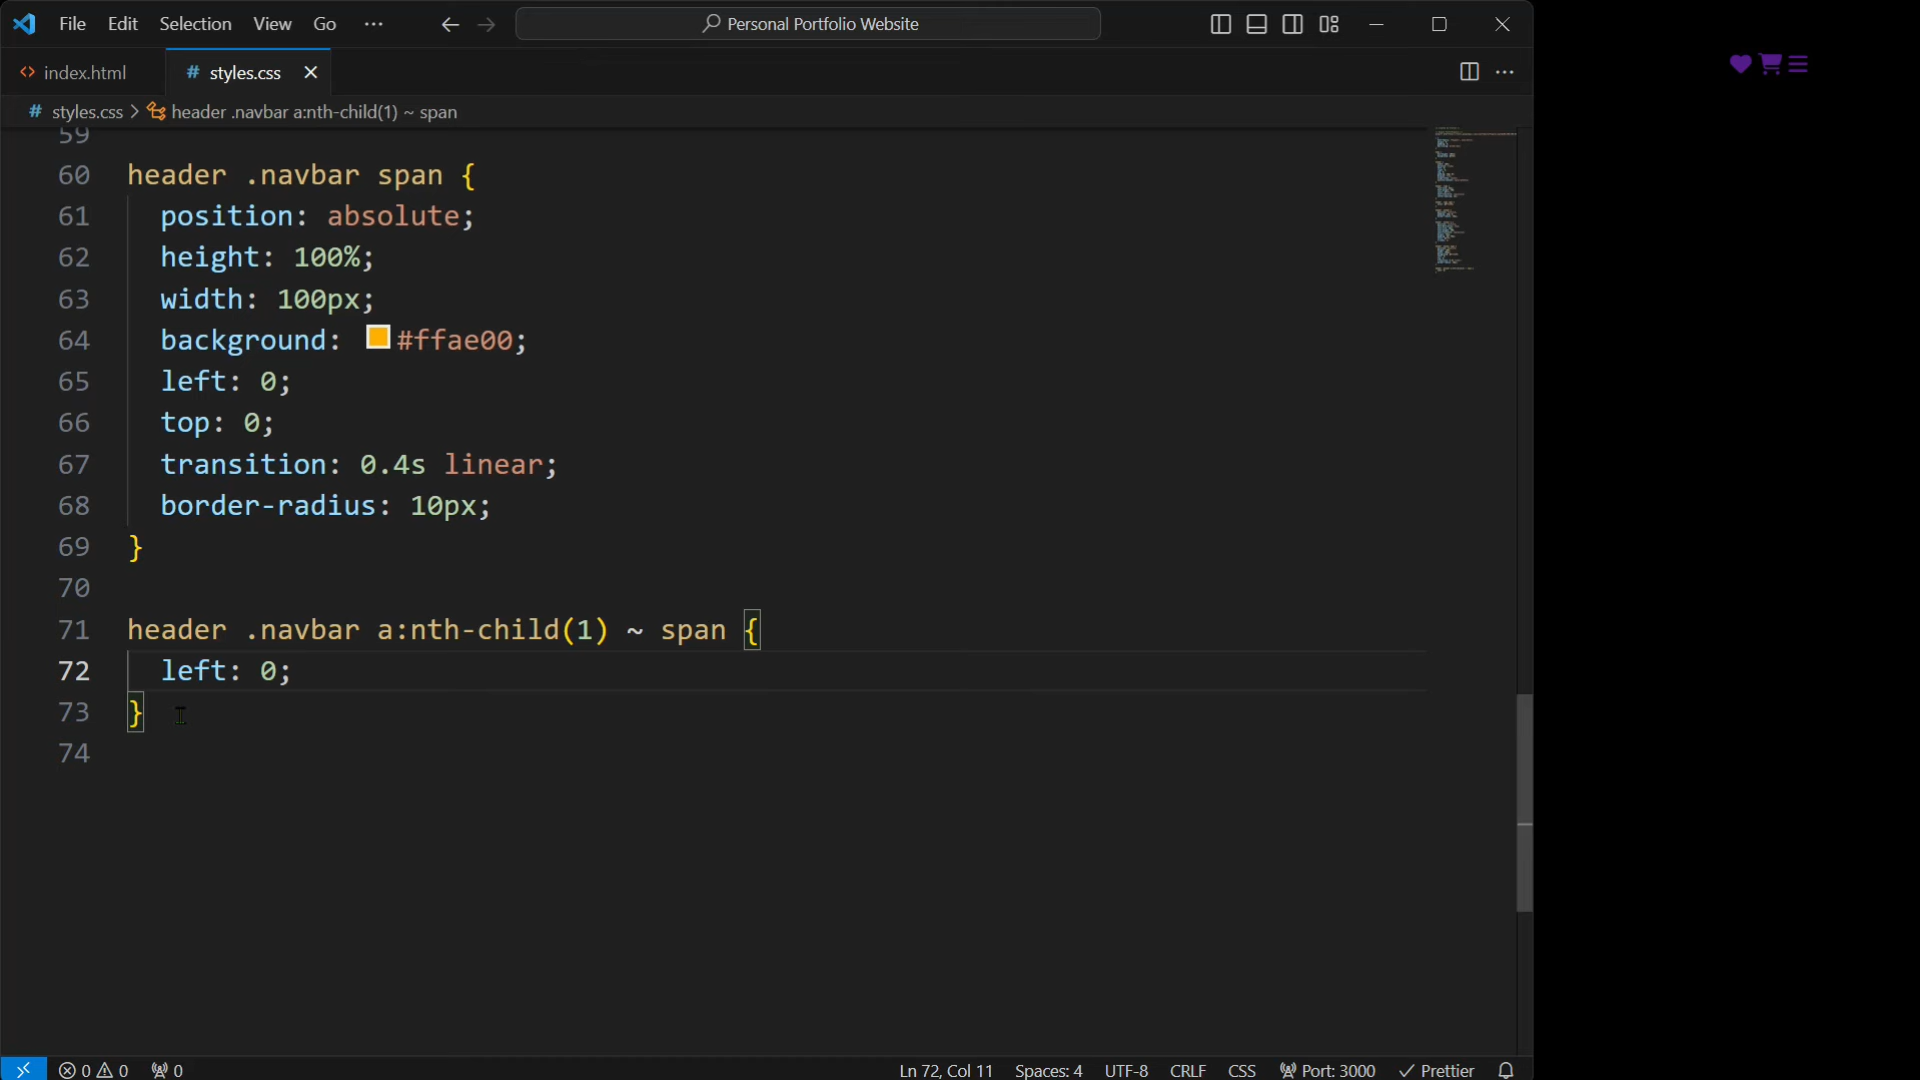 File Edit Selection View Go ··· Personal Portfolio Website
index.html # styles.css
# styles.css > header .navbar a:nth-child(1) ~ span
59
60 header .navbar span {
61 position: absolute;
62 height: 100%;
63 width: 100px;
64 background: #ffae00;
65 left: 0;
66 top: 0;
67 transition: 0.4s linear;
68 border-radius: 10px;
69 }
70
71 header .navbar a:nth-child(1) ~ span {
72 left: 0;
73 }
74
0 0 0 Ln 72, Col 11 Spaces: 4 UTF-8 CRLF CSS Port: 3000 Prettier